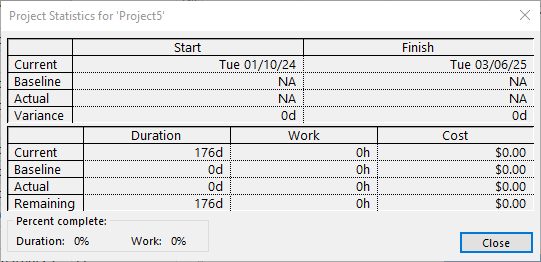 Project Statistics for 'Project5'
Start Finish
Current Tue 01/10/24 Tue 03/06/25
Baseline NA NA
Actual NA NA
Variance 0d 0d
Duration Work Cost
Current 176d 0h $0.00
Baseline 0d 0h $0.00
Actual 0d 0h $0.00
Remaining 176d 0h $0.00
Percent complete:
Duration: 0% Work: 0%
Close